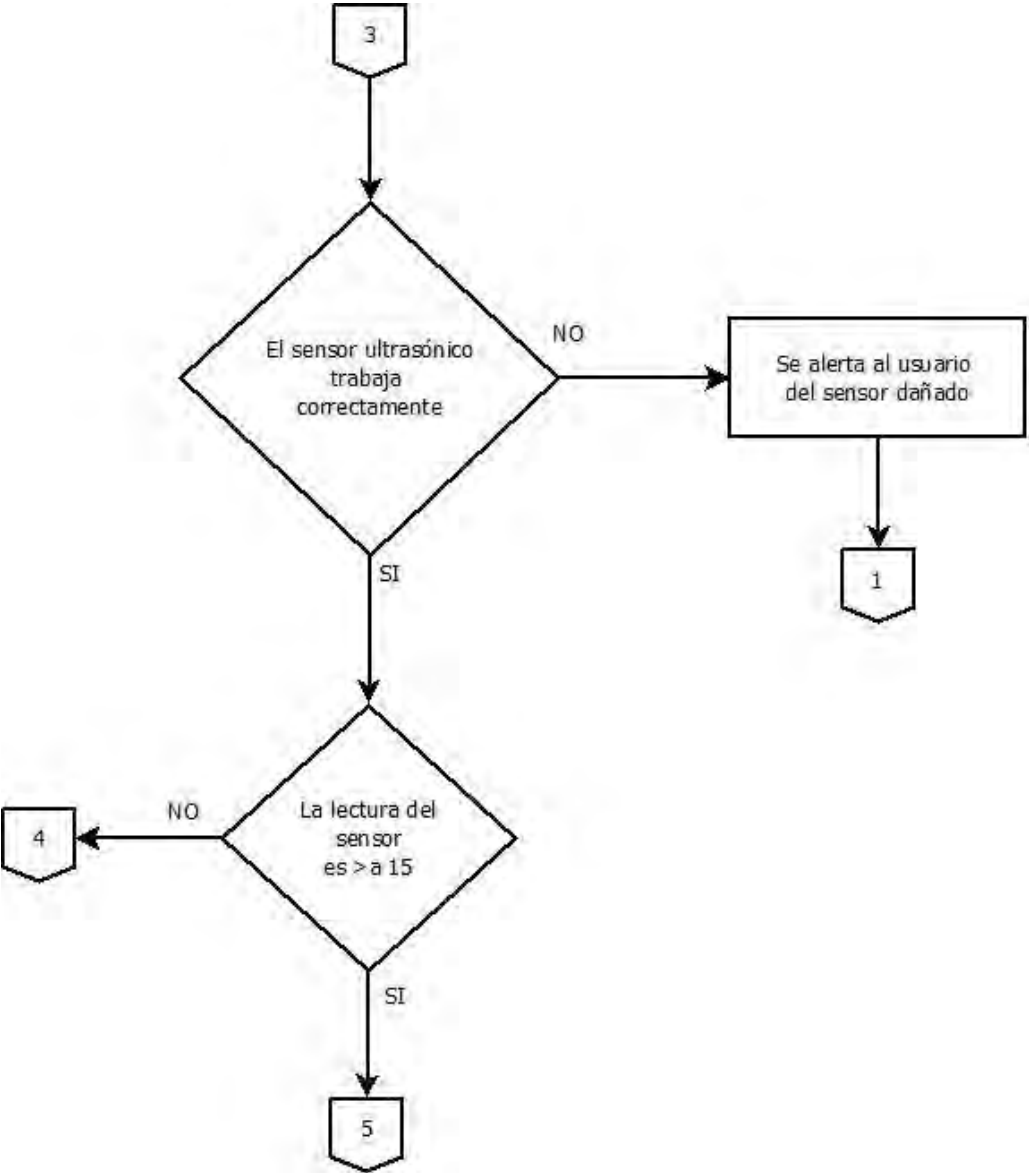 3
El sensor ultrasónico
trabaja
correctamente
NO
Se alerta al usuario
del sensor dañado
SI
1
La lectura del
sensor
es > a 15
NO
4
SI
5